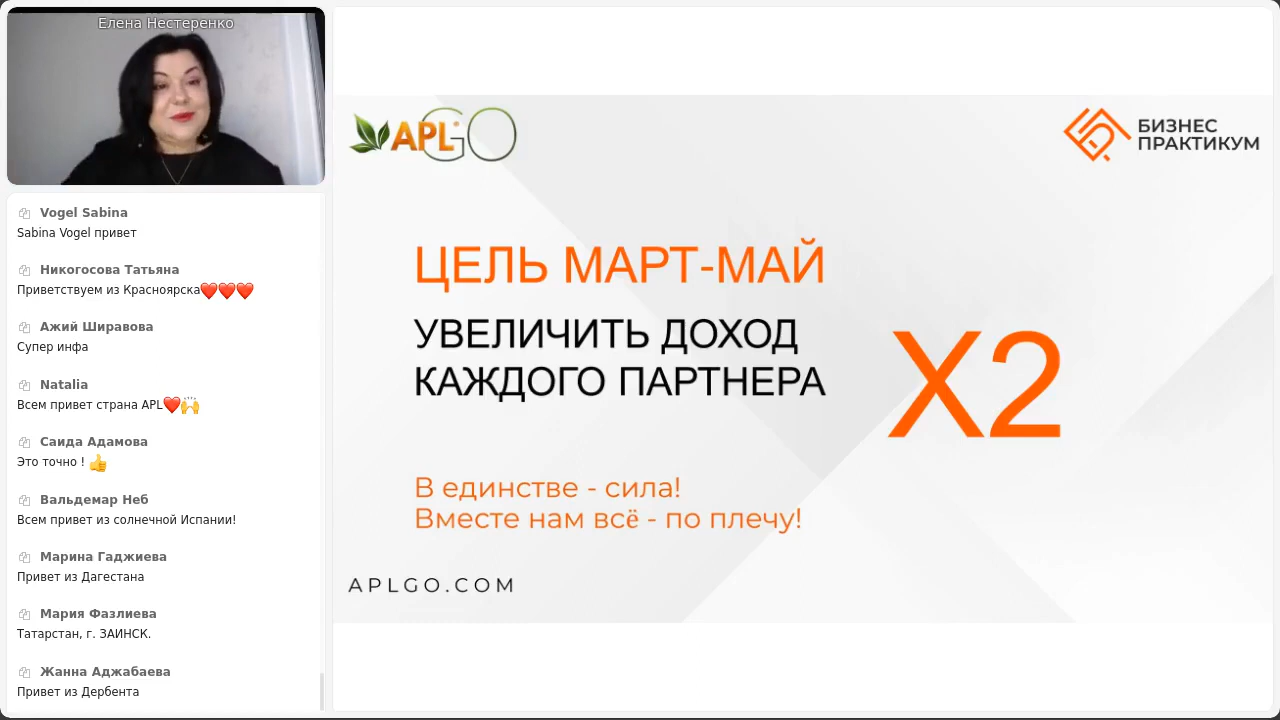 Елена Нестеренко
Vogel Sabina
Sabina Vogel привет
Никогосова Татьяна
Приветствуем из Красноярска❤️❤️❤️
Ажий Ширавова
Супер инфа
Natalia
Всем привет страна APL❤️🙌
Саида Адамова
Это точно ! 👍
Вальдемар Неб
Всем привет из солнечной Испании!
Марина Гаджиева
Привет из Дагестана
Мария Фазлиева
Татарстан, г. ЗАИНСК.
Жанна Аджабаева
Привет из Дербента
APLGO
БИЗНЕС
ПРАКТИКУМ
ЦЕЛЬ МАРТ-МАЙ
УВЕЛИЧИТЬ ДОХОД
КАЖДОГО ПАРТНЕРА
X2
В единстве - сила!
Вместе нам всё - по плечу!
APLGO.COM